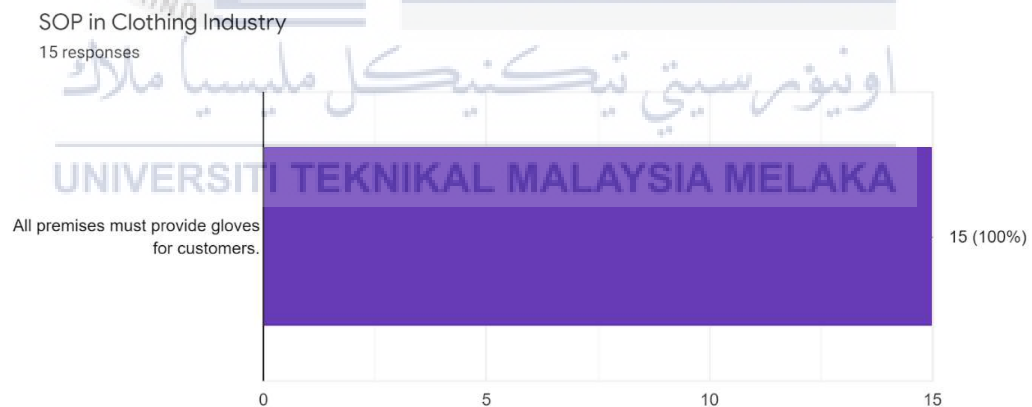 SOP in Clothing Industry
15 responses
اونيۏرسيتي تيكنيكل مليسيا ملاك
UNIVERSITI TEKNIKAL MALAYSIA MELAKA
All premises must provide gloves
for customers.
15 (100%)
0 5 10 15